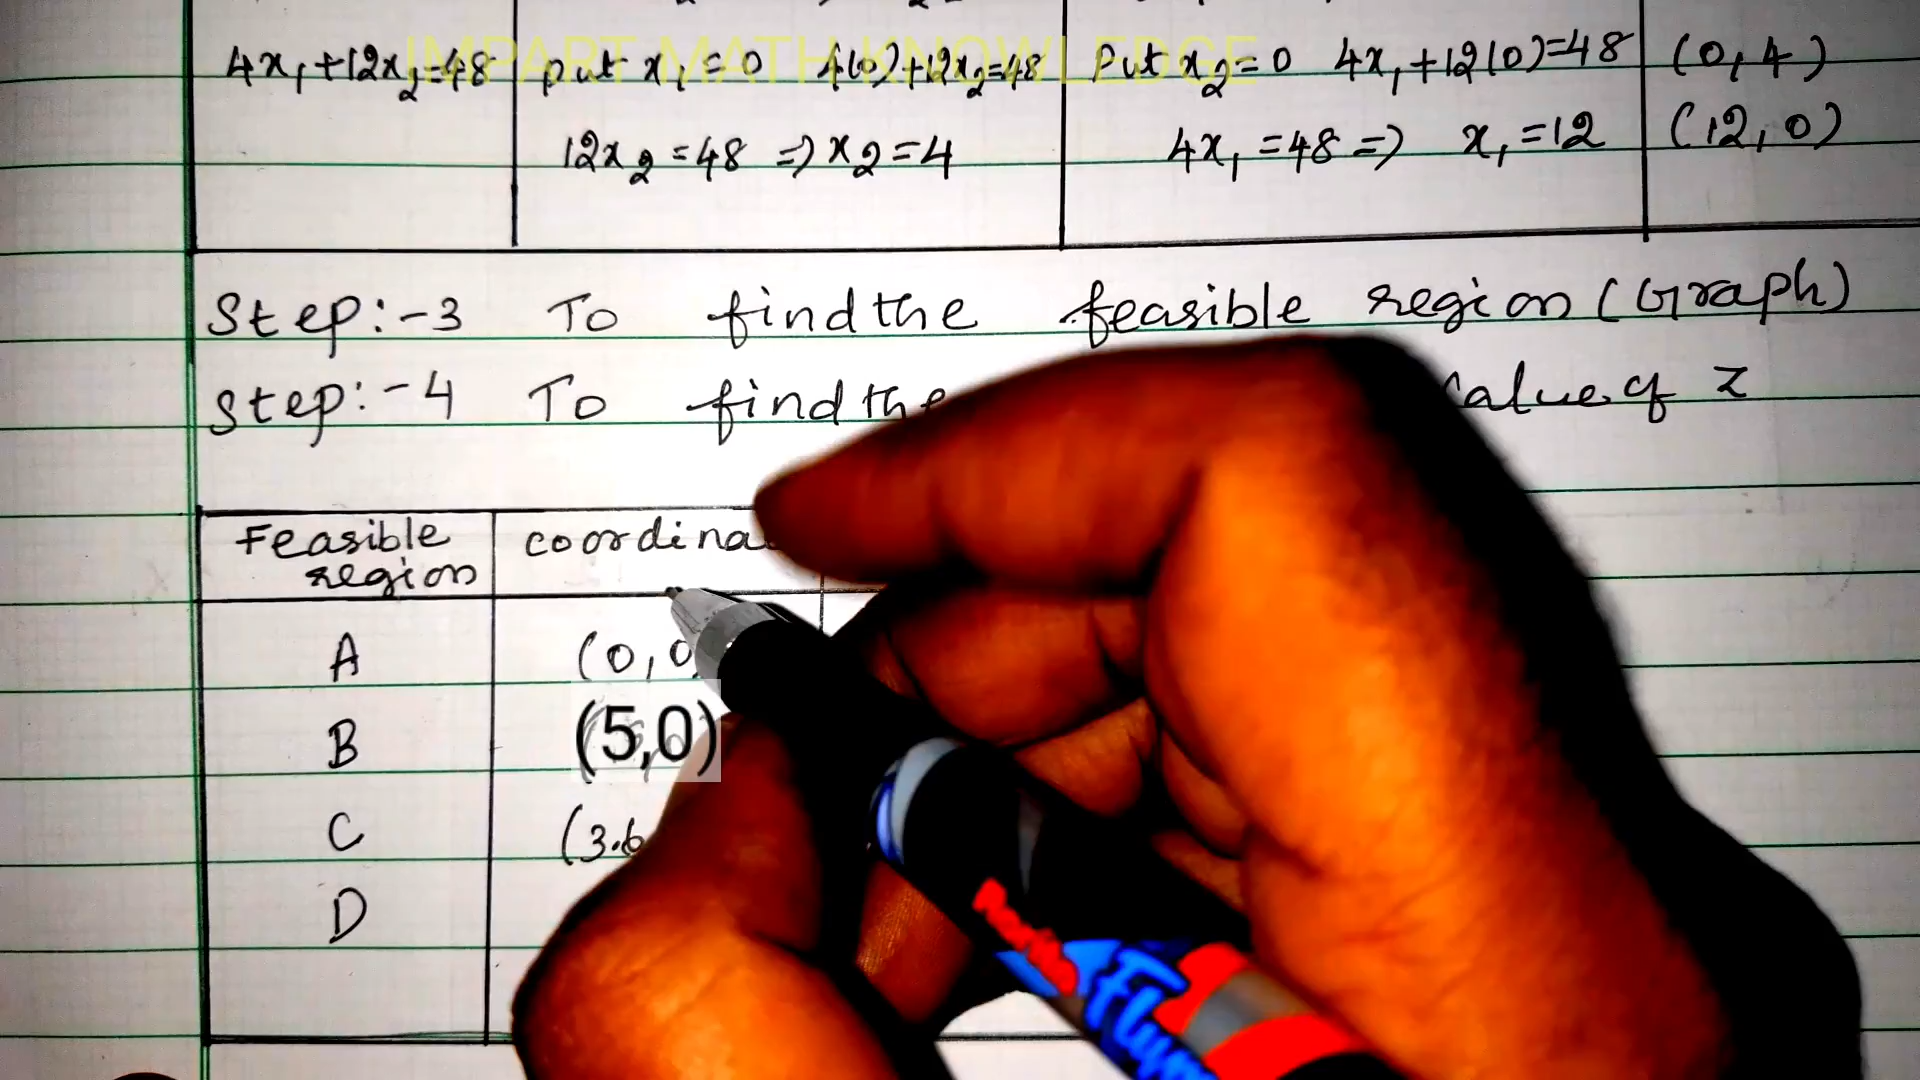 IMPART MATH KNOWLEDGE
4x₁+12x₂=48 put x₁=0 4(0)+12x₂=48 Put x₂=0 4x₁+12(0)=48 (0,4)
12x₂=48 => x₂=4 4x₁=48 => x₁=12 (12,0)
Step:-3 To find the feasible region (Graph)
Step:-4 To find the value of z
Feasible region
A (0,0
B (5,0)
C (3.6
D